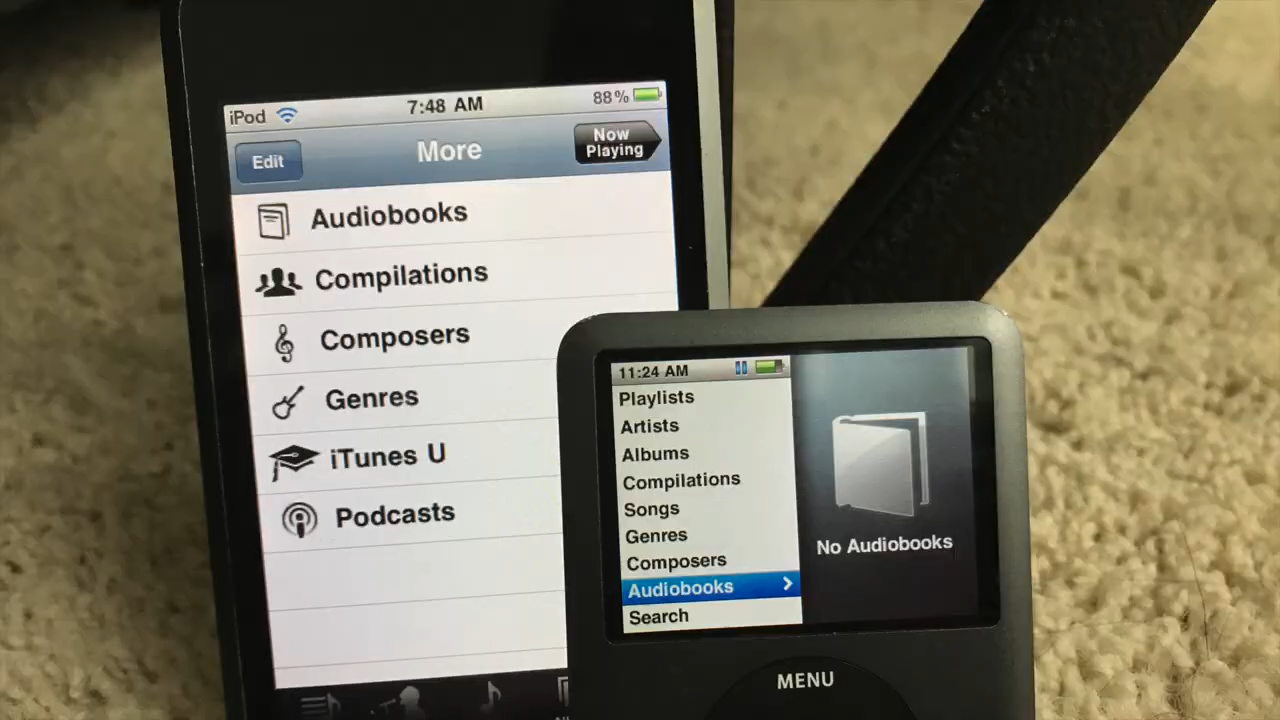 iPod 7:48 AM 88%
Edit More Now Playing
Audiobooks
Compilations
Composers
Genres
iTunes U
Podcasts
11:24 AM
Playlists
Artists
Albums
Compilations
Songs
Genres
Composers
Audiobooks
Search
No Audiobooks
MENU